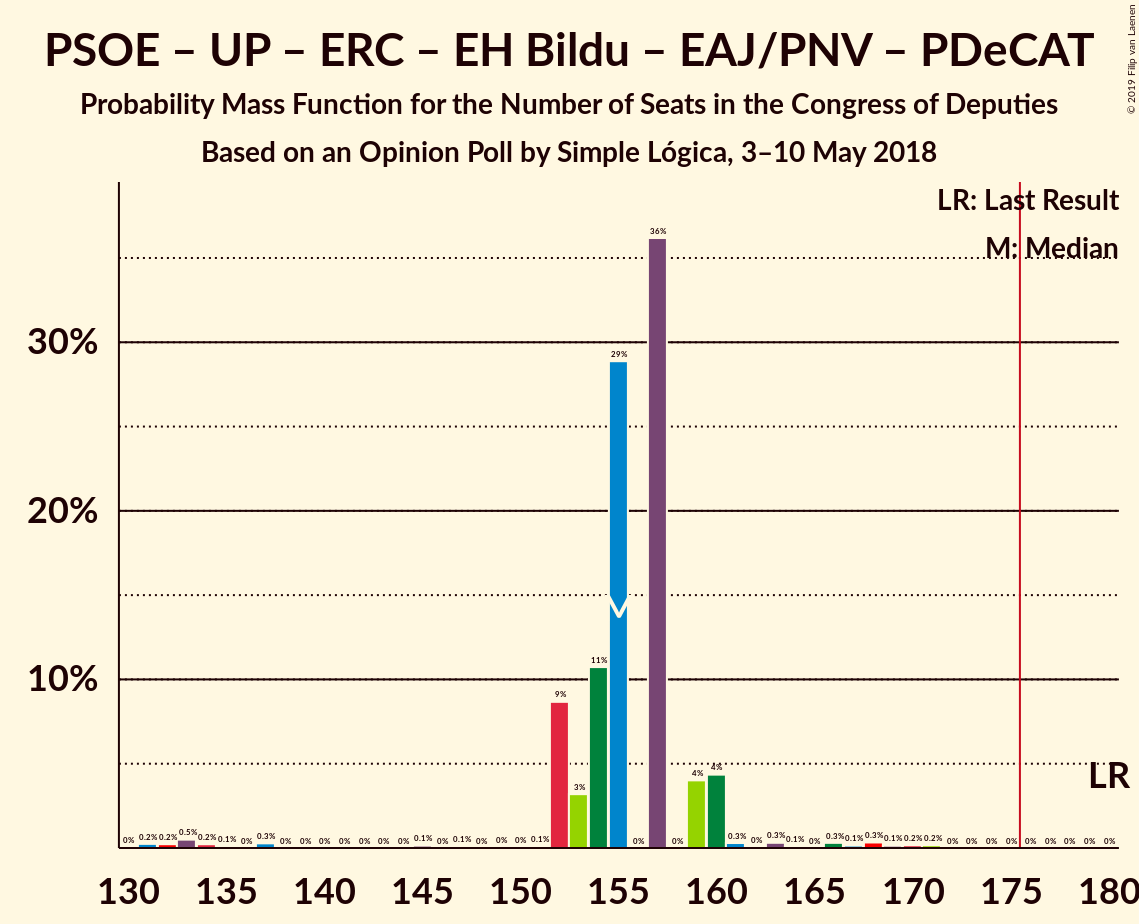 PSOE – UP – ERC – EH Bildu – EAJ/PNV – PDeCAT
Probability Mass Function for the Number of Seats in the Congress of Deputies
Based on an Opinion Poll by Simple Lógica, 3–10 May 2018
© 2019 Filip van Laenen
LR: Last Result
M: Median
36%
30%
29%
20%
M
11%
10%
9%
3%
4% 4%
LR
0% 0.2% 0.2% 0.5% 0.2% 0.1% 0% 0.3% 0% 0% 0% 0% 0% 0% 0% 0.1% 0% 0.1% 0% 0% 0% 0.1% 0% 0% 0.3% 0% 0.3% 0.1% 0% 0.3% 0.1% 0.3% 0.1% 0.2% 0.2% 0% 0% 0% 0% 0% 0% 0% 0% 0%
130 135 140 145 150 155 160 165 170 175 180